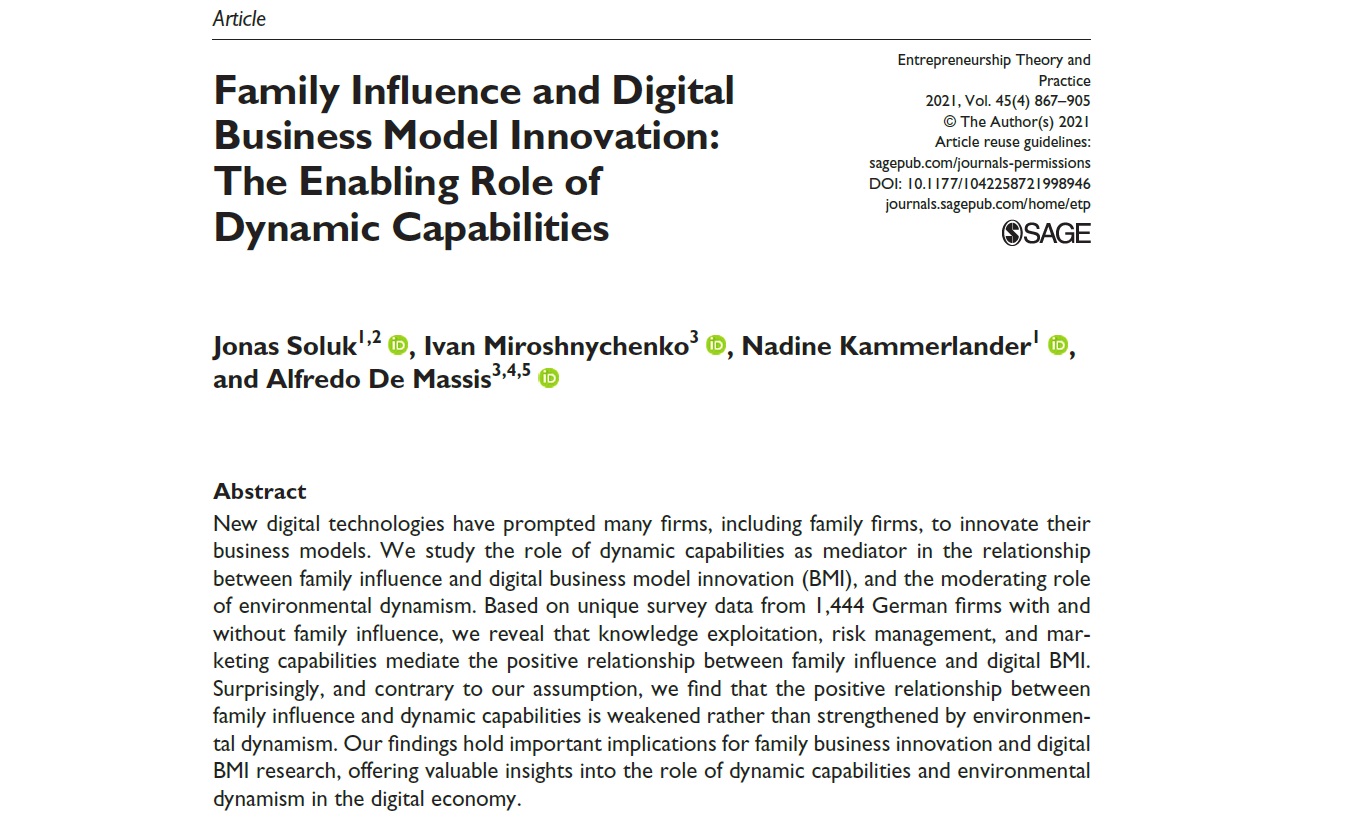 Article
Family Influence and Digital
Business Model Innovation:
The Enabling Role of
Dynamic Capabilities
Entrepreneurship Theory and
Practice
2021, Vol. 45(4) 867–905
© The Author(s) 2021
Article reuse guidelines:
sagepub.com/journals-permissions
DOI: 10.1177/1042258721998946
journals.sagepub.com/home/etp
SAGE
Jonas Soluk1,2 iD, Ivan Miroshnychenko3 iD, Nadine Kammerlander1 iD,
and Alfredo De Massis3,4,5 iD
Abstract
New digital technologies have prompted many firms, including family firms, to innovate their
business models. We study the role of dynamic capabilities as mediator in the relationship
between family influence and digital business model innovation (BMI), and the moderating role
of environmental dynamism. Based on unique survey data from 1,444 German firms with and
without family influence, we reveal that knowledge exploitation, risk management, and mar-
keting capabilities mediate the positive relationship between family influence and digital BMI.
Surprisingly, and contrary to our assumption, we find that the positive relationship between
family influence and dynamic capabilities is weakened rather than strengthened by environmen-
tal dynamism. Our findings hold important implications for family business innovation and digital
BMI research, offering valuable insights into the role of dynamic capabilities and environmental
dynamism in the digital economy.